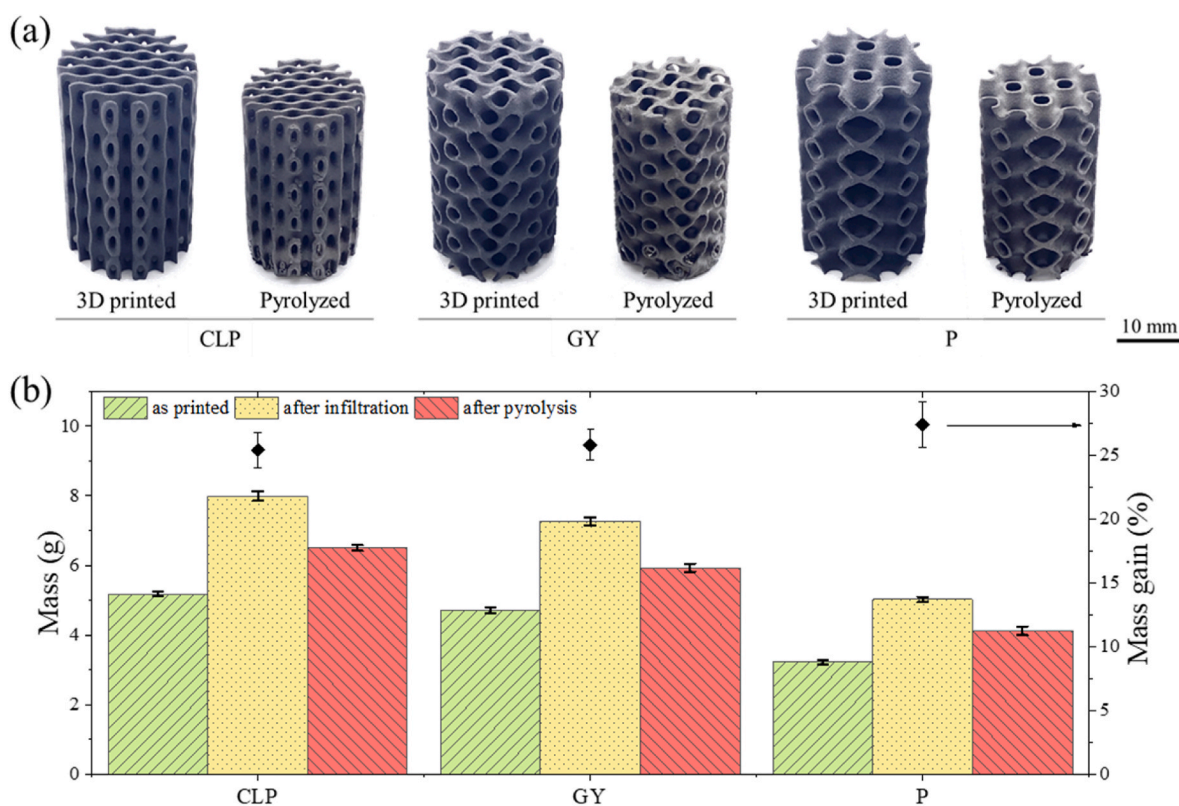 (a)
3D printed Pyrolyzed 3D printed Pyrolyzed 3D printed Pyrolyzed
CLP GY P 10 mm
(b)
as printed after infiltration after pyrolysis
10
8
6
4
2
0
Mass (g)
30
25
20
15
10
5
0
Mass gain (%)
CLP GY P